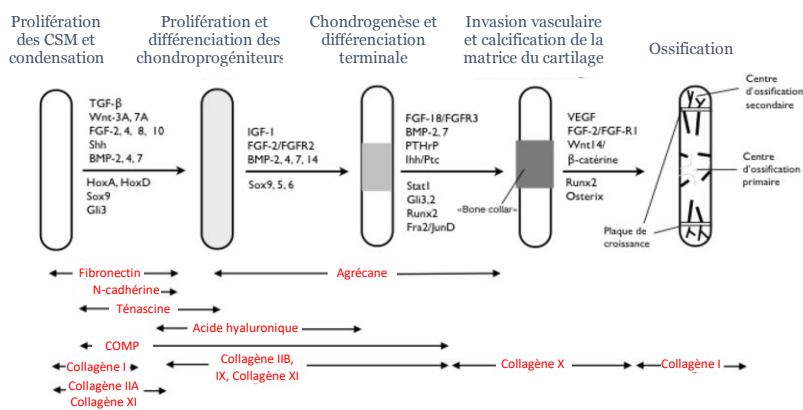 Prolifération
des CSM et
condensation
Prolifération et
différenciation des
chondroprogéniteurs
Chondrogenèse et
différenciation
terminale
Invasion vasculaire
et calcification de la
matrice du cartilage
Ossification
TGF-β
Wnt-3A, 7A
FGF-2, 4, 8, 10
Shh
BMP-2, 4, 7
HoxA, HoxD
Sox9
Gli3
IGF-1
FGF-2/FGFR2
BMP-2, 4, 7, 14
Sox9, 5, 6
FGF-18/FGFR3
BMP-2, 7
PTHrP
Ihh/Ptc
Stat1
Gli3,2
Runx2
Fra2/JunD
«Bone collar»
VEGF
FGF-2/FGF-R1
Wnt14/
β-catérine
Runx2
Osterix
Centre
d'ossification
secondaire
Centre
d'ossification
primaire
Plaque de
croissance
Fibronectin
Agrécane
N-cadhérine
Ténascine
Acide hyaluronique
COMP
Collagène I
Collagène IIB,
IX, Collagène XI
Collagène X
Collagène I
Collagène IIA
Collagène XI